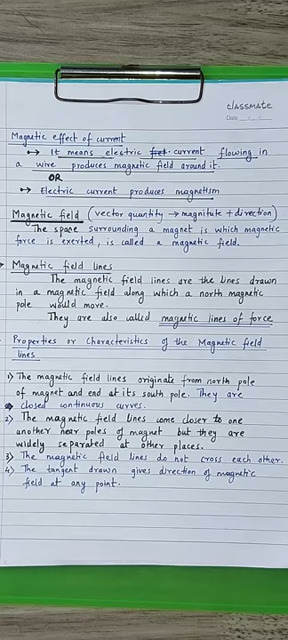 classmate
Date
Magnetic effect of current
↦ It means electric current flowing in
a wire produces magnetic field around it.
OR
↦ Electric current produces magnetism
Magnetic field (vector quantity → magnitute + direction)
The space surrounding a magnet is which magnetic
force is exerted, is called a magnetic field.
Magnetic field lines
The magnetic field lines are the lines drawn
in a magnetic field along which a north magnetic
pole would move.
They are also called magnetic lines of force
Properties or Characteristics of the Magnetic field
lines
1) The magnetic field lines originate from north pole
of magnet and end at its south pole. They are
closed continuous curves.
2) The magnetic field lines come closer to one
another near poles of magnet but they are
widely separated at other places.
3) The magnetic field lines do not cross each other.
4) The tangent drawn gives direction of magnetic
field at any point.